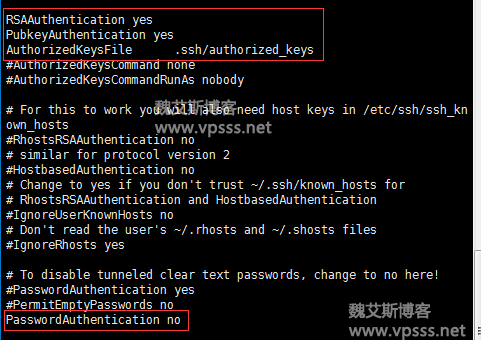 RSAAuthentication yes
PubkeyAuthentication yes
AuthorizedKeysFile      .ssh/authorized_keys
#AuthorizedKeysCommand none
#AuthorizedKeysCommandRunAs nobody

# For this to work you will also need host keys in /etc/ssh/ssh_kn
own_hosts
魏艾斯博客
www.vpsss.net
#RhostsRSAAuthentication no
# similar for protocol version 2
#HostbasedAuthentication no
# Change to yes if you don't trust ~/.ssh/known_hosts for
# RhostsRSAAuthentication and HostbasedAuthentication
#IgnoreUserKnownHosts no
# Don't read the user's ~/.rhosts and ~/.shosts files
#IgnoreRhosts yes

# To disable tunneled clear text passwords, change to no here!
#PasswordAuthentication yes
#PermitEmptyPasswords no
PasswordAuthentication no
魏艾斯博客
www.vpsss.net